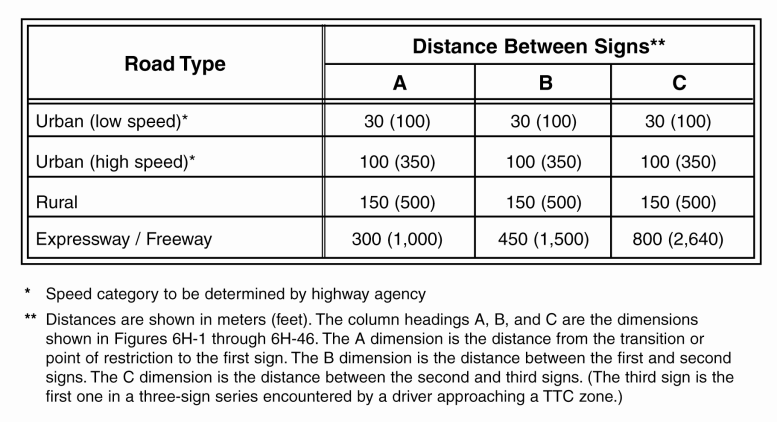 Road Type
Distance Between Signs**
A B C
Urban (low speed)* 30 (100) 30 (100) 30 (100)
Urban (high speed)* 100 (350) 100 (350) 100 (350)
Rural 150 (500) 150 (500) 150 (500)
Expressway / Freeway 300 (1,000) 450 (1,500) 800 (2,640)
* Speed category to be determined by highway agency
** Distances are shown in meters (feet). The column headings A, B, and C are the dimensions
shown in Figures 6H-1 through 6H-46. The A dimension is the distance from the transition or
point of restriction to the first sign. The B dimension is the distance between the first and second
signs. The C dimension is the distance between the second and third signs. (The third sign is the
first one in a three-sign series encountered by a driver approaching a TTC zone.)